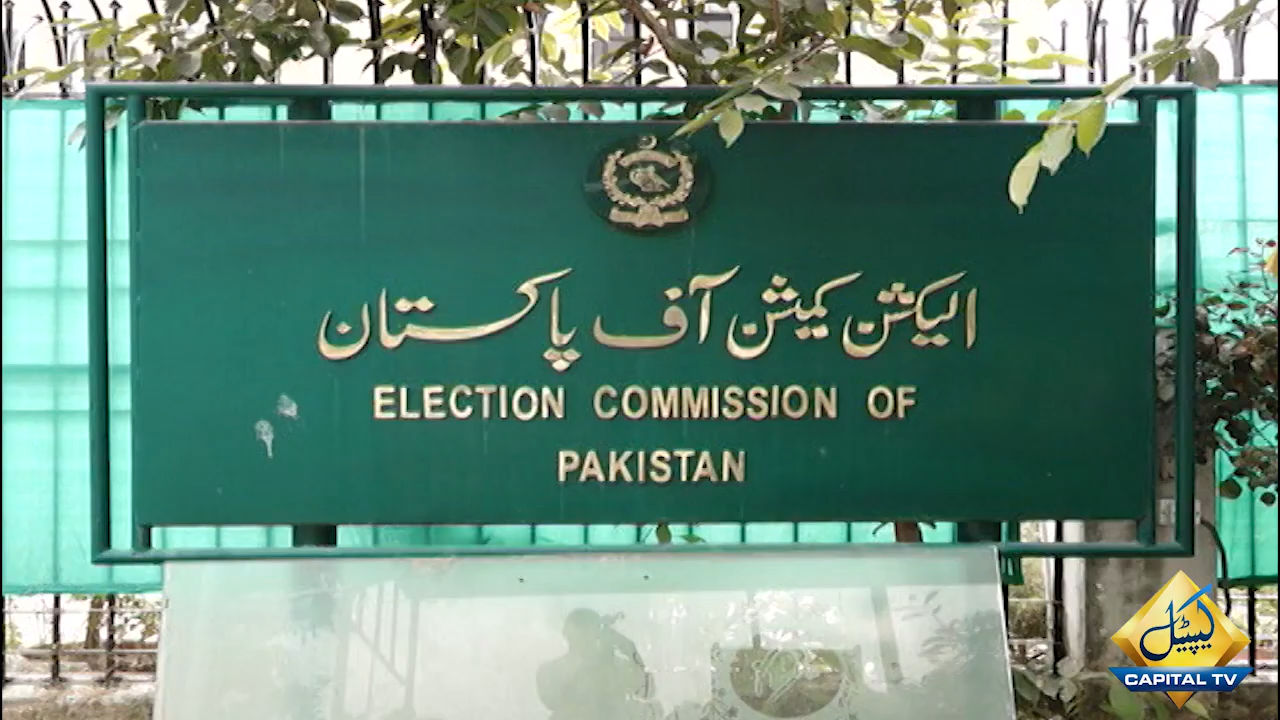 الیکشن کمیشن آف پاکستان
ELECTION COMMISSION OF
PAKISTAN
کیپیٹل
CAPITAL TV